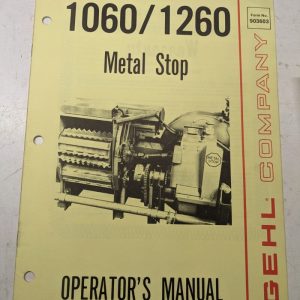 1060/1260
Form No.
903603
Metal Stop
GEHL COMPANY
OPERATOR'S MANUAL